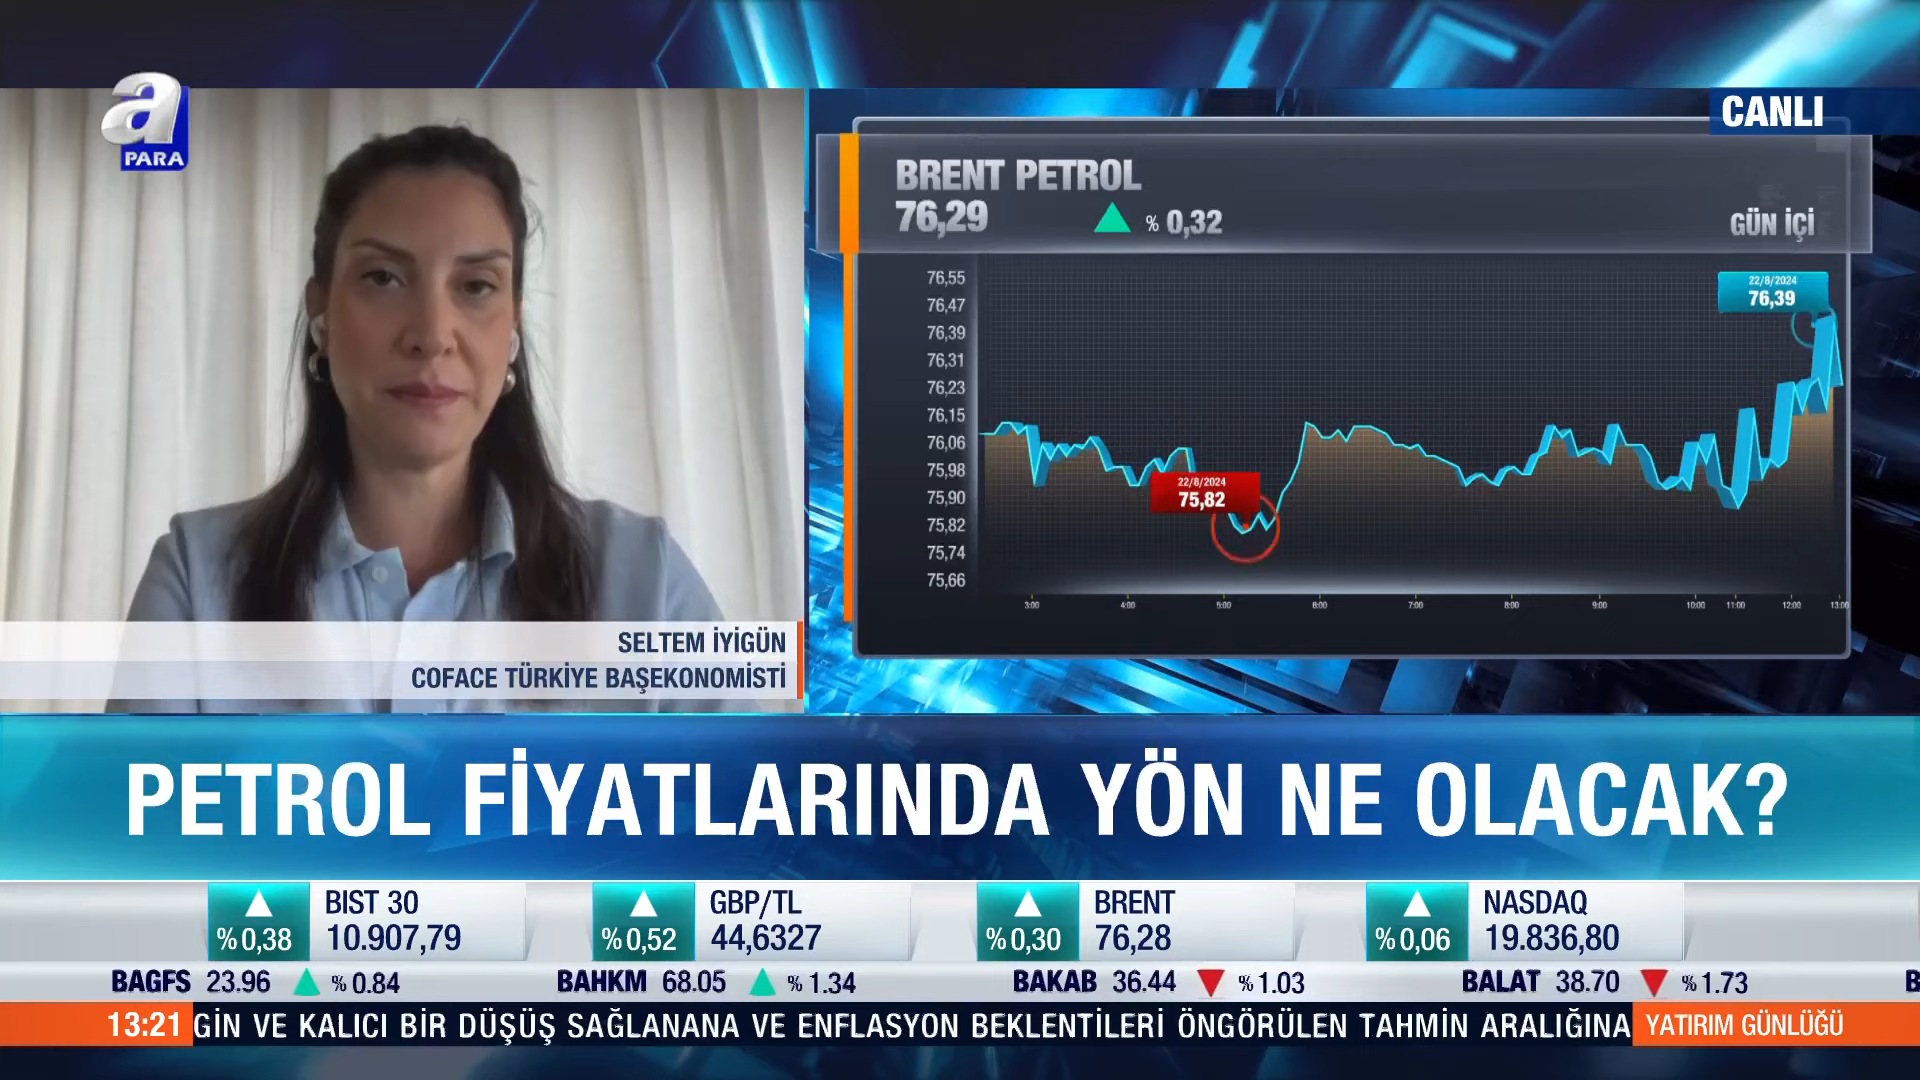 a
PARA
CANLI
BRENT PETROL
76,29 % 0,32
GÜN İÇİ
76,55
76,47
76,39
76,31
76,23
76,15
76,06
75,98
75,90
75,82
75,74
75,66
22/8/2024
76,39
22/8/2024
75,82
3:00 4:00 5:00 6:00 7:00 8:00 9:00 10:00 11:00 12:00 13:00
SELTEM İYİGÜN
COFACE TÜRKİYE BAŞEKONOMİSTİ
PETROL FİYATLARINDA YÖN NE OLACAK?
%0,38 BIST 30 10.907,79
%0,52 GBP/TL 44,6327
%0,30 BRENT 76,28
%0,06 NASDAQ 19.836,80
BAGFS 23.96 % 0.84 BAHKM 68.05 % 1.34 BAKAB 36.44 % 1.03 BALAT 38.70 % 1.73 B
13:21 GİN VE KALICI BİR DÜŞÜŞ SAĞLANANA VE ENFLASYON BEKLENTİLERİ ÖNGÖRÜLEN TAHMİN ARALIĞINA YATIRIM GÜNLÜĞÜ